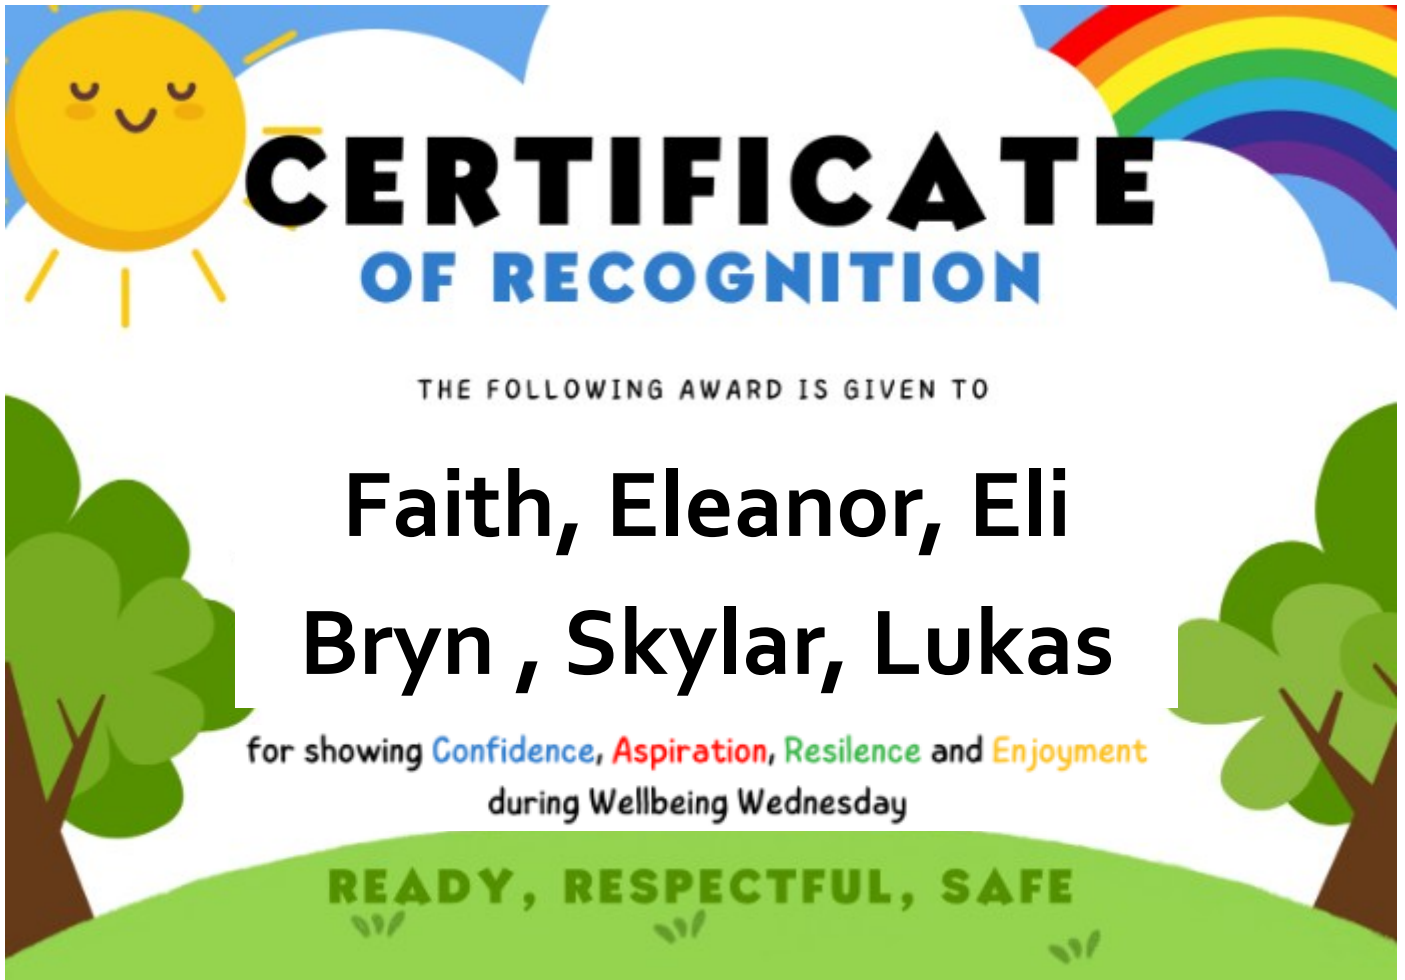 CERTIFICATE
OF RECOGNITION
THE FOLLOWING AWARD IS GIVEN TO
Faith, Eleanor, Eli
Bryn , Skylar, Lukas
for showing Confidence, Aspiration, Resilence and Enjoyment
during Wellbeing Wednesday
READY, RESPECTFUL, SAFE